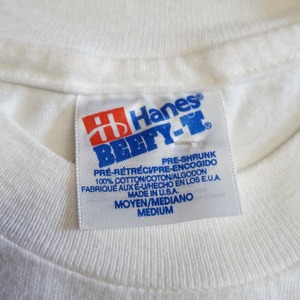 Hanes®
BEEFY-T®
PRE-SHRUNK
PRÉ-RÉTRÉCI/PRE-ENCOGIDO
100% COTTON/COTON/ALGODON
FABRIQUÉ AUX É-U/HECHO EN LOS E.U.A.
MADE IN U.S.A.
MOYEN/MEDIANO
MEDIUM